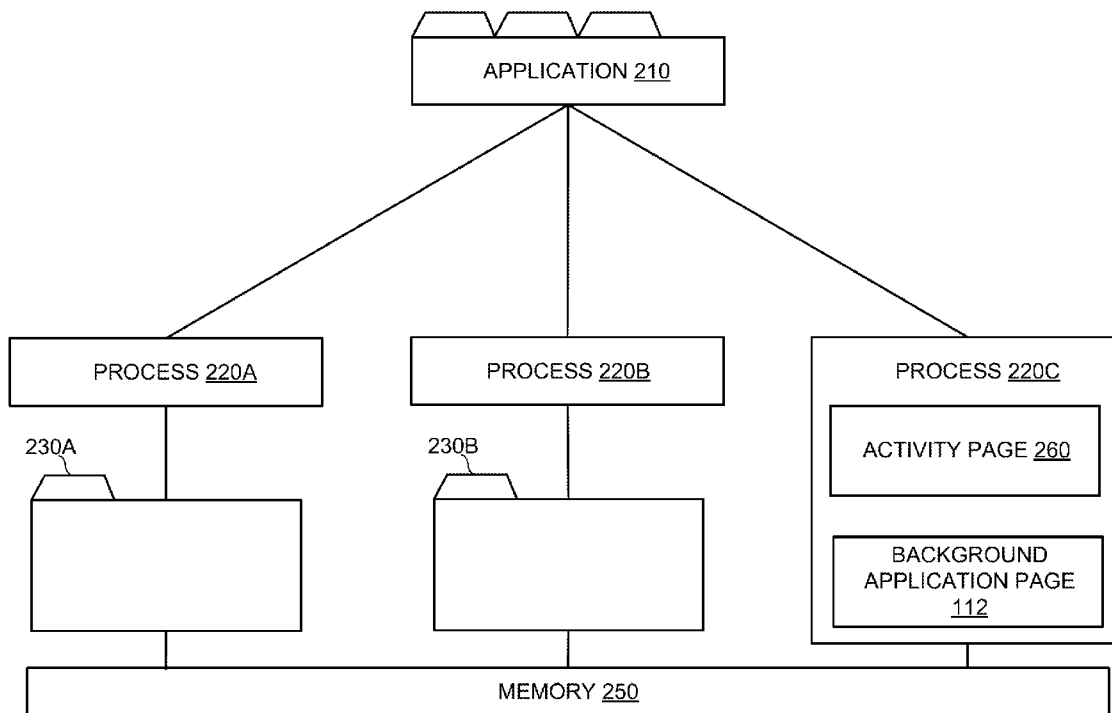 APPLICATION 210
PROCESS 220A
PROCESS 220B
PROCESS 220C
230A
230B
ACTIVITY PAGE 260
BACKGROUND
APPLICATION PAGE
112
MEMORY 250